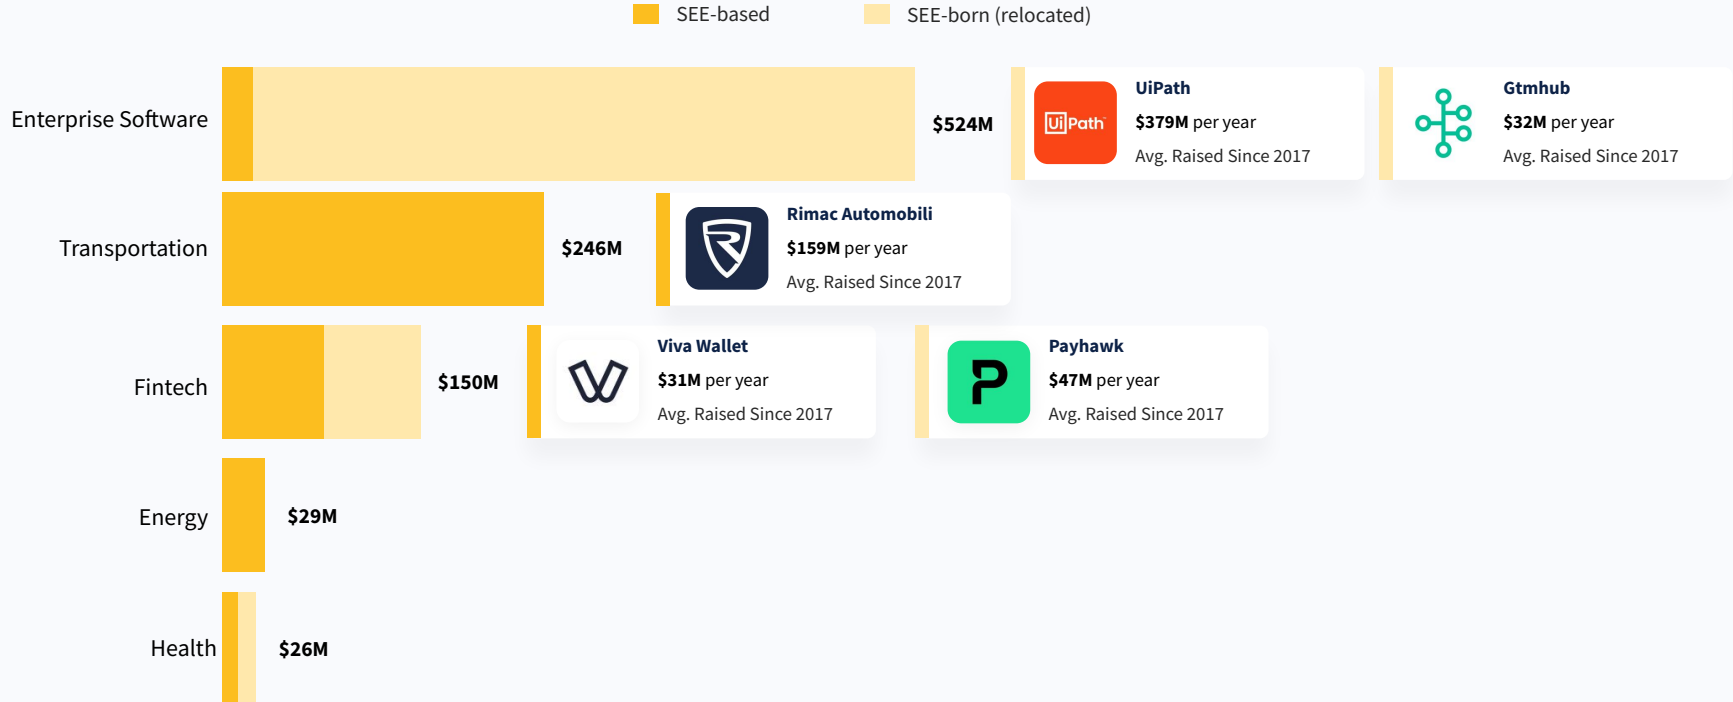 SEE-based
SEE-born (relocated)
Enterprise Software
$524M
UiPath
UiPath
$379M per year
Avg. Raised Since 2017
Gtmhub
$32M per year
Avg. Raised Since 2017
Transportation
$246M
Rimac Automobili
$159M per year
Avg. Raised Since 2017
Fintech
$150M
Viva Wallet
$31M per year
Avg. Raised Since 2017
P
Payhawk
$47M per year
Avg. Raised Since 2017
Energy
$29M
Health
$26M